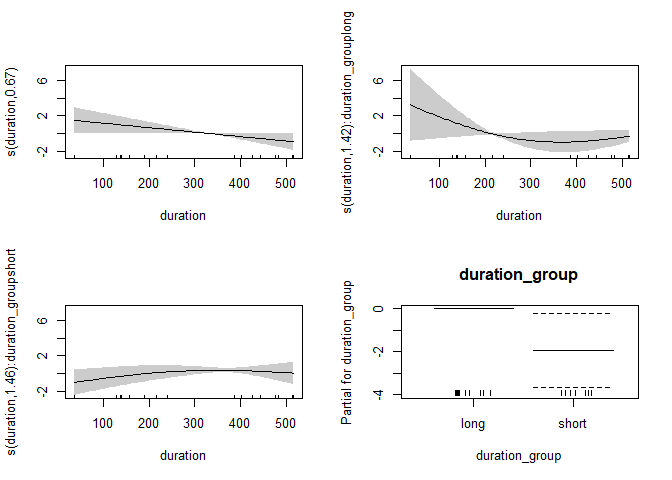 s(duration,0.67)
6
2
-2
100 200 300 400 500
duration
s(duration,1.42):duration_grouplong
6
2
-2
100 200 300 400 500
duration
s(duration,1.46):duration_groupshort
6
2
-2
100 200 300 400 500
duration
duration_group
Partial for duration_group
0
-2
-4
long short
duration_group